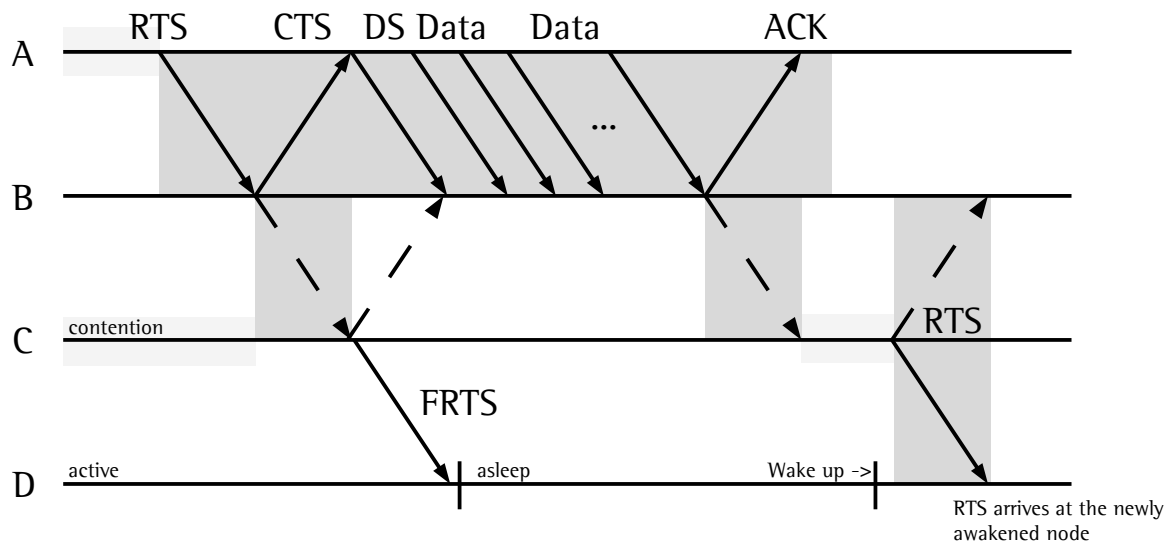 RTS CTS DS Data Data ACK
A
...
B
contention
C
RTS
FRTS
active asleep Wake up ->
D
RTS arrives at the newly
awakened node